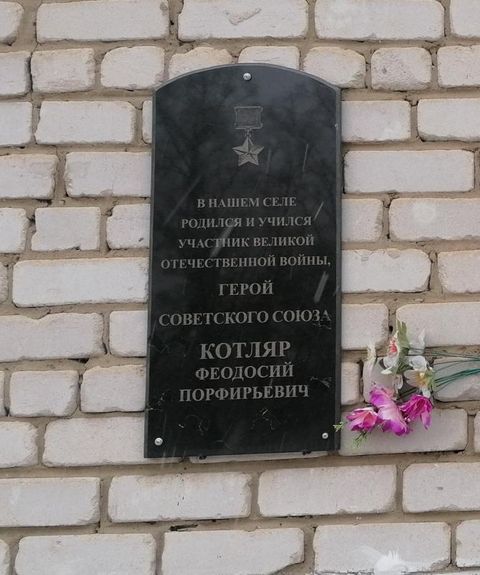 В НАШЕМ СЕЛЕ
РОДИЛСЯ И УЧИЛСЯ
УЧАСТНИК ВЕЛИКОЙ
ОТЕЧЕСТВЕННОЙ ВОЙНЫ,
ГЕРОЙ
СОВЕТСКОГО СОЮЗА
КОТЛЯР
ФЕОДОСИЙ
ПОРФИРЬЕВИЧ